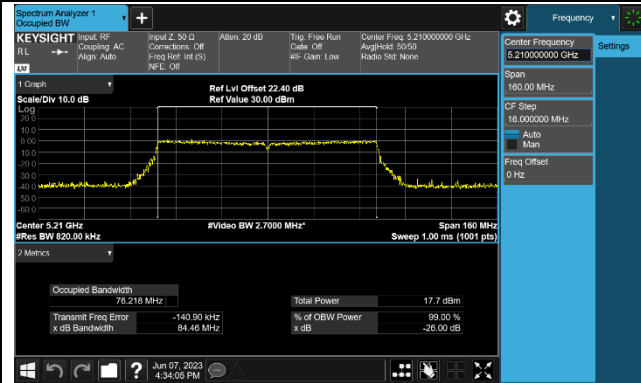 Spectrum Analyzer 1
Occupied BW
Frequency
KEYSIGHT
RL
LXI
Input: RF
Coupling: AC
Align: Auto
Input Z: 50 Ω
Corrections: Off
Freq Ref: Int (S)
NFE: Off
Atten: 20 dB
Trig: Free Run
Gate: Off
#IF Gain: Low
Center Freq: 5.210000000 GHz
Avg|Hold: 50/50
Radio Std: None
Center Frequency
5.210000000 GHz
Settings
Span
160.00 MHz
CF Step
16.000000 MHz
Auto
Man
Freq Offset
0 Hz
1 Graph
Scale/Div 10.0 dB
Ref Lvl Offset 22.40 dB
Ref Value 30.00 dBm
Log
20.0
10.0
0.00
-10.0
-20.0
-30.0
-40.0
-50.0
-60.0
Center 5.21 GHz
#Video BW 2.7000 MHz*
Span 160 MHz
#Res BW 820.00 kHz
Sweep 1.00 ms (1001 pts)
2 Metrics
Occupied Bandwidth
76.218 MHz
Total Power
17.7 dBm
Transmit Freq Error
-140.90 kHz
% of OBW Power
99.00 %
x dB Bandwidth
84.46 MHz
x dB
-26.00 dB
?
Jun 07, 2023
4:34:05 PM